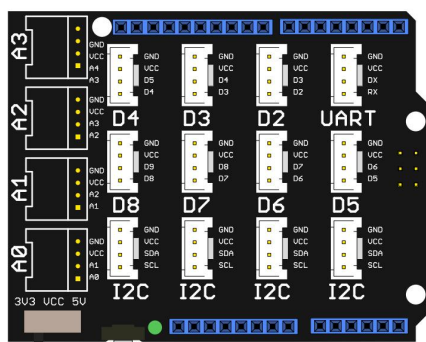 A3
GND
VCC
A4
A3
GND
VCC
D5
D4
D4
GND
VCC
D4
D3
D3
GND
VCC
D3
D2
D2
GND
VCC
DX
RX
UART
A2
GND
VCC
A3
A2
A1
GND
VCC
A2
A1
GND
VCC
D9
D8
D8
GND
VCC
D8
D7
D7
GND
VCC
D7
D6
D6
GND
VCC
D6
D5
D5
A0
GND
VCC
A1
A0
GND
VCC
SDA
SCL
I2C
GND
VCC
SDA
SCL
I2C
GND
VCC
SDA
SCL
I2C
GND
VCC
SDA
SCL
I2C
3V3 VCC 5V